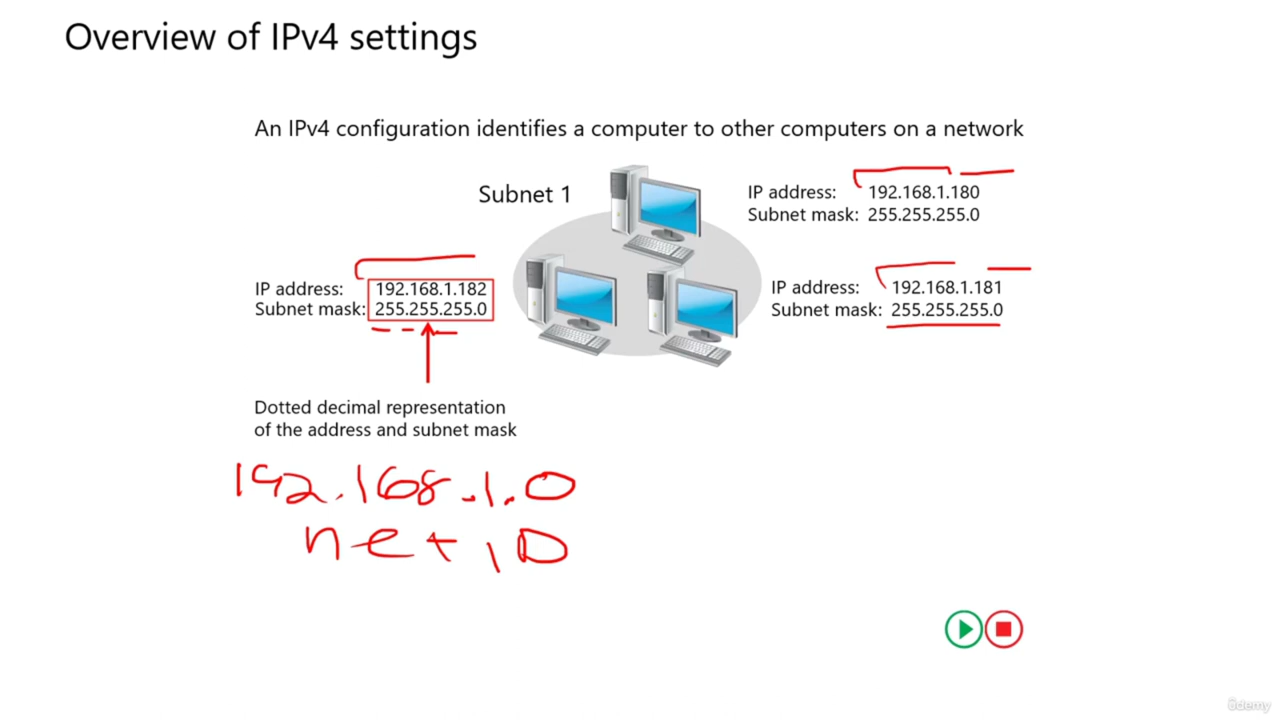 Overview of IPv4 settings
An IPv4 configuration identifies a computer to other computers on a network
Subnet 1
IP address: 192.168.1.180
Subnet mask: 255.255.255.0
IP address: 192.168.1.182
Subnet mask: 255.255.255.0
IP address: 192.168.1.181
Subnet mask: 255.255.255.0
Dotted decimal representation
of the address and subnet mask
192.168.1.0
net ID
ûdemy